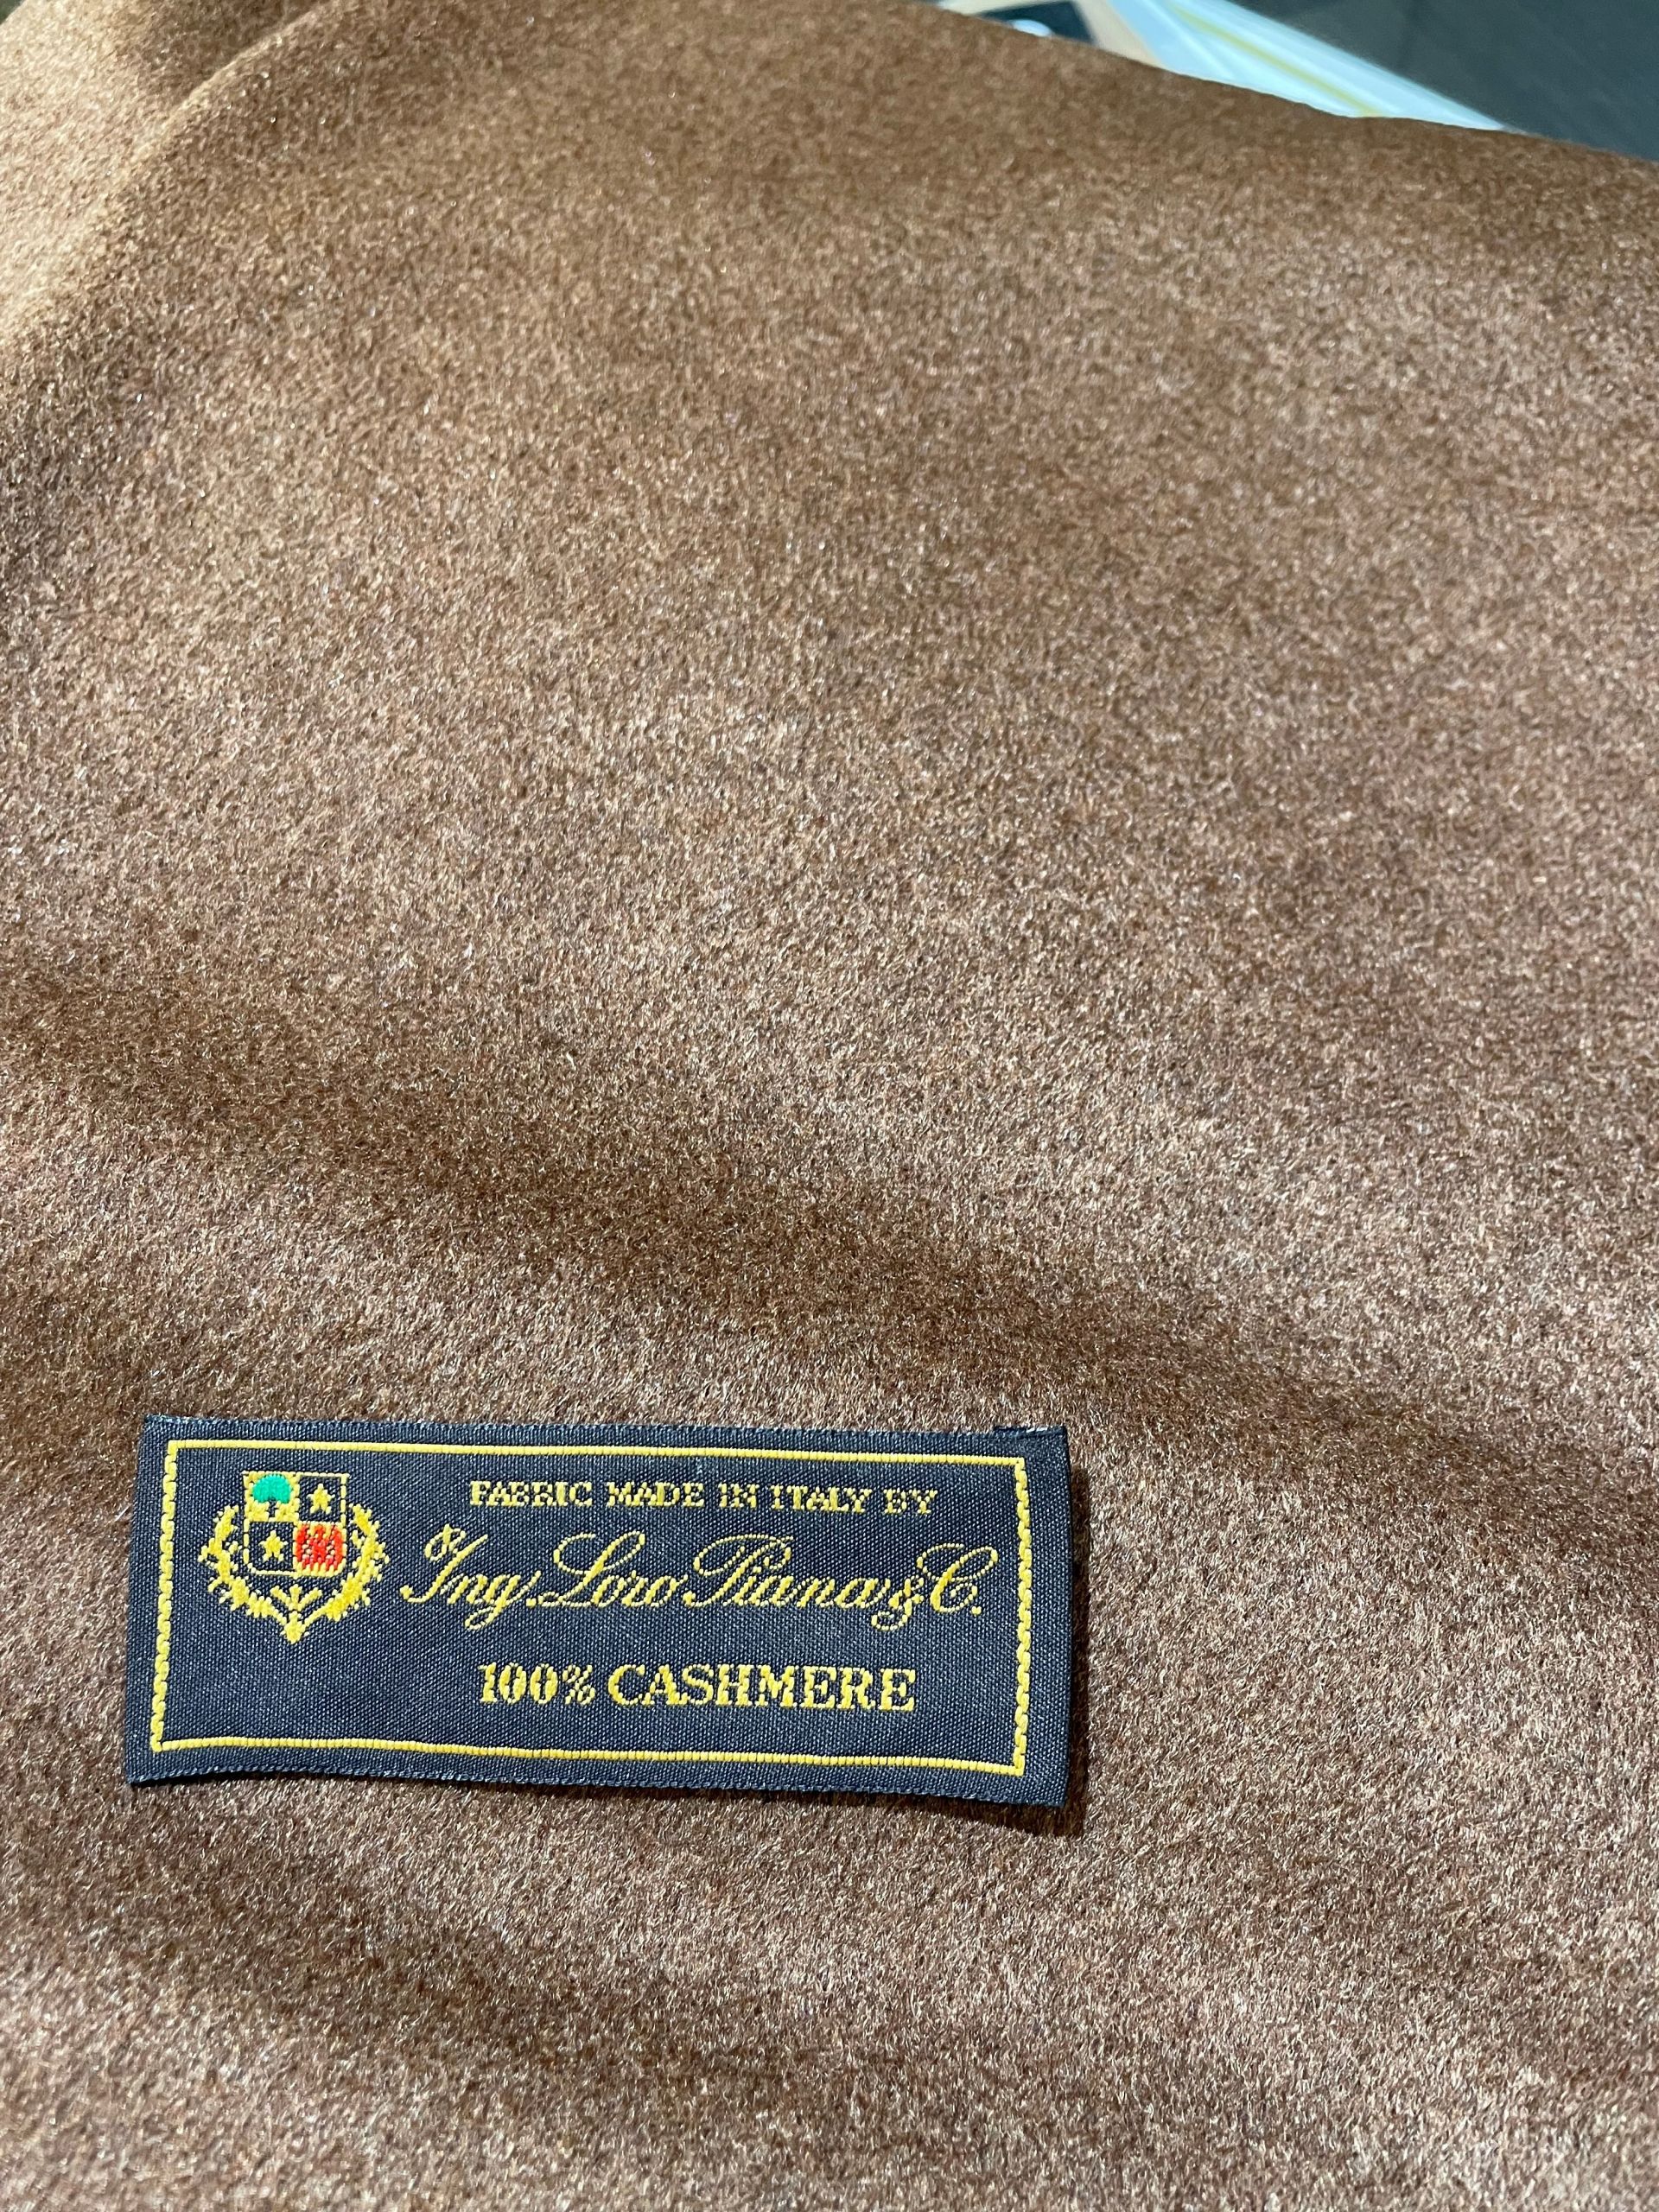 FABRIC MADE IN ITALY BY
Ing. Loro Piana & C.
100% CASHMERE